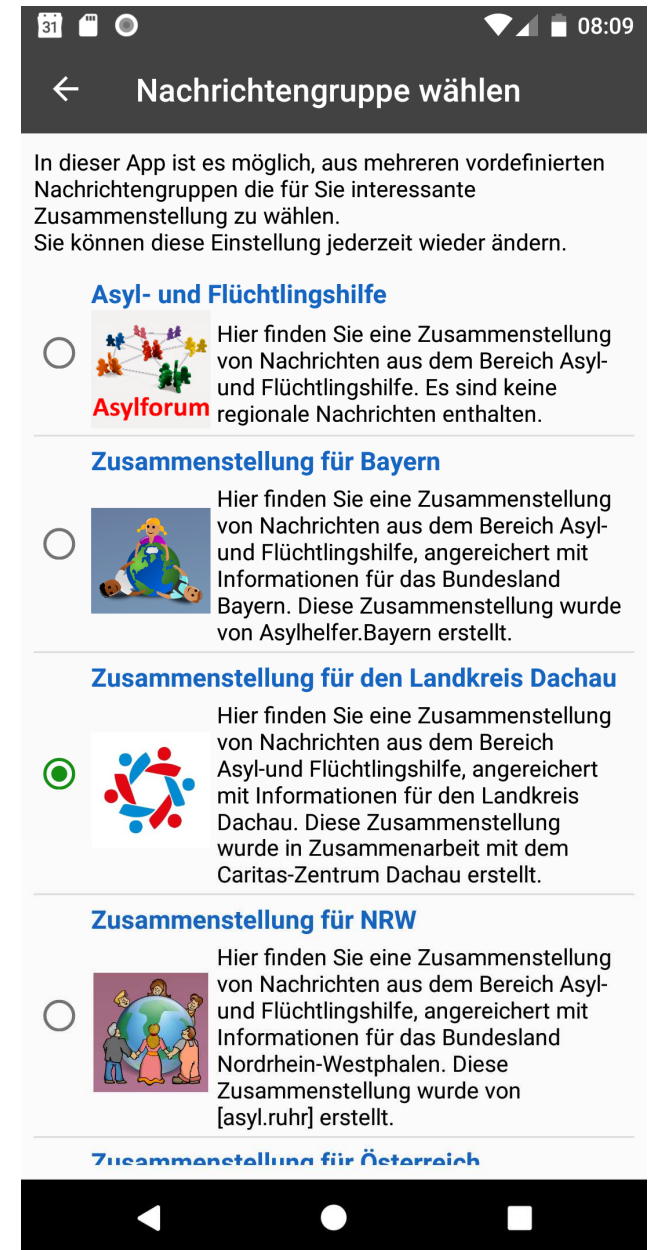 31
08:09
Nachrichtengruppe wählen
In dieser App ist es möglich, aus mehreren vordefinierten
Nachrichtengruppen die für Sie interessante
Zusammenstellung zu wählen.
Sie können diese Einstellung jederzeit wieder ändern.
Asyl- und Flüchtlingshilfe
Asylforum
Hier finden Sie eine Zusammenstellung
von Nachrichten aus dem Bereich Asyl-
und Flüchtlingshilfe. Es sind keine
regionale Nachrichten enthalten.
Zusammenstellung für Bayern
Hier finden Sie eine Zusammenstellung
von Nachrichten aus dem Bereich Asyl-
und Flüchtlingshilfe, angereichert mit
Informationen für das Bundesland
Bayern. Diese Zusammenstellung wurde
von Asylhelfer.Bayern erstellt.
Zusammenstellung für den Landkreis Dachau
Hier finden Sie eine Zusammenstellung
von Nachrichten aus dem Bereich
Asyl-und Flüchtlingshilfe, angereichert
mit Informationen für den Landkreis
Dachau. Diese Zusammenstellung
wurde in Zusammenarbeit mit dem
Caritas-Zentrum Dachau erstellt.
Zusammenstellung für NRW
Hier finden Sie eine Zusammenstellung
von Nachrichten aus dem Bereich Asyl-
und Flüchtlingshilfe, angereichert mit
Informationen für das Bundesland
Nordrhein-Westphalen. Diese
Zusammenstellung wurde von
[asyl.ruhr] erstellt.
Zusammenstellung für Österreich